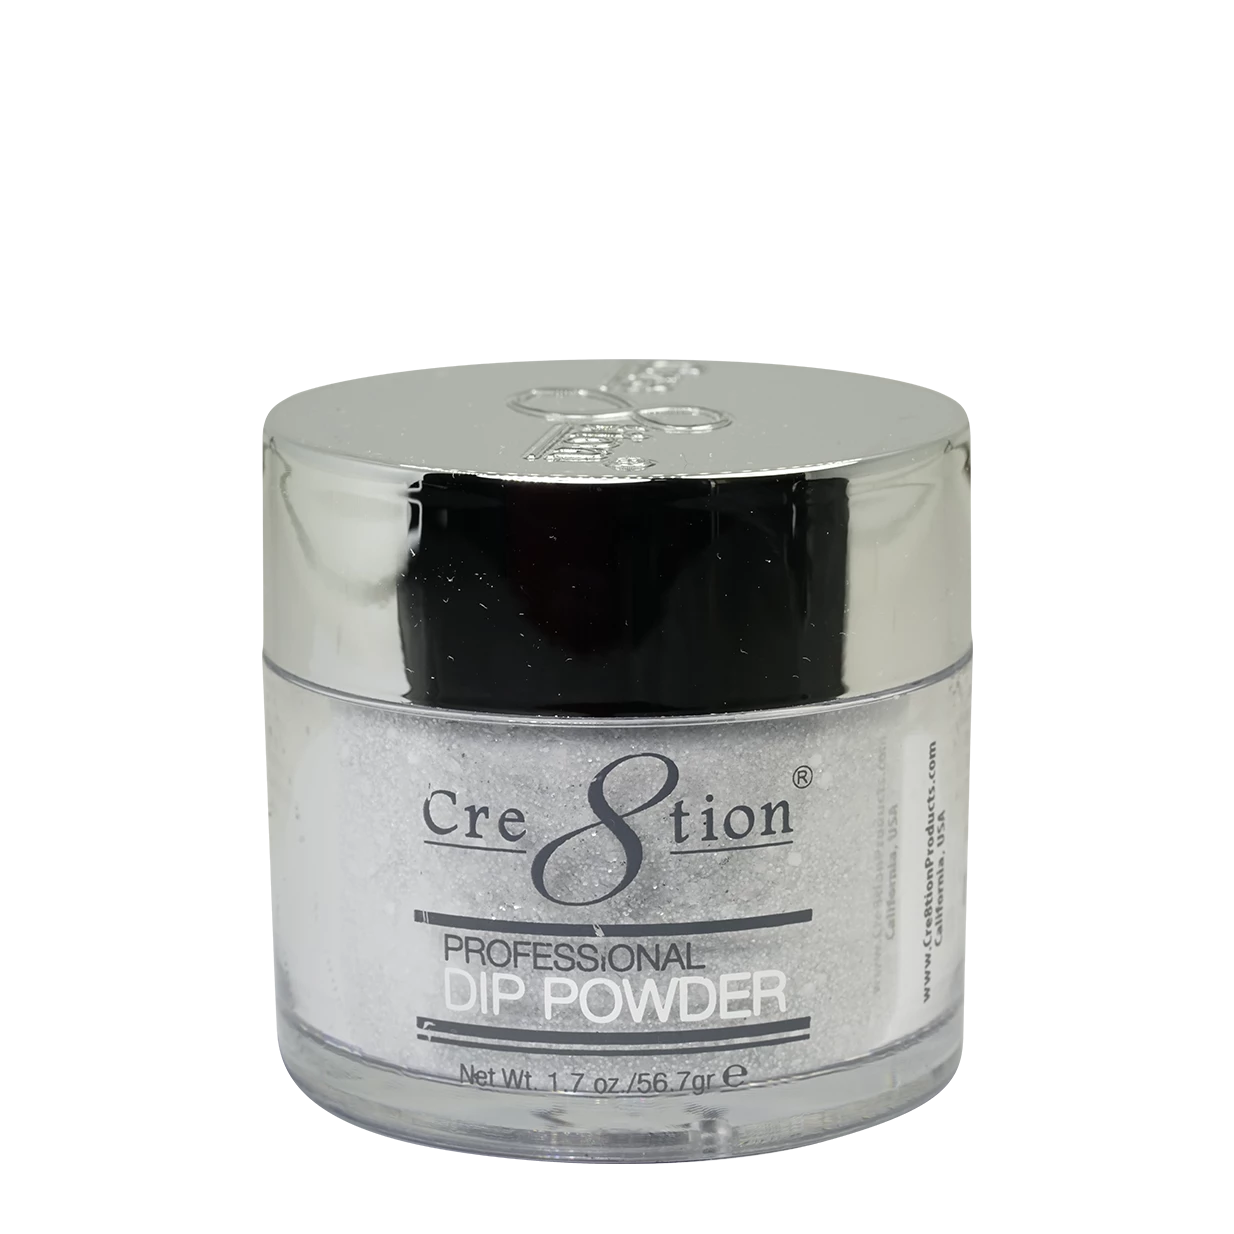 Cre8tion®
PROFESSiONAL
DIP POWDER
Net Wt. 1.7 oz./56.7gr ℮
www.Cre8tionProducts.com
California, USA